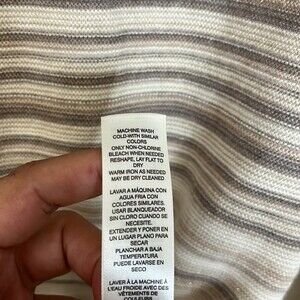 MACHINE WASH
COLD-WITH SIMILAR
COLORS
ONLY NON-CHLORINE
BLEACH WHEN NEEDED
RESHAPE, LAY FLAT TO
DRY
WARM IRON AS NEEDED
MAY BE DRY CLEANED
LAVAR A MÁQUINA CON
AGUA FRIA CON
COLORES SIMILARES.
USAR BLANQUEADOR
SIN CLORO CUANDO SE
NECESITE.
EXTENDER Y PONER EN
UN LUGAR PLANO PARA
SECAR
PLANCHAR A BAJA
TEMPERATURA
PUEDE LAVARSE EN
SECO
LAVER À LA MACHINE À
L'EAU FROIDE AVEC DES
VÊTEMENTS DE
COULEURS